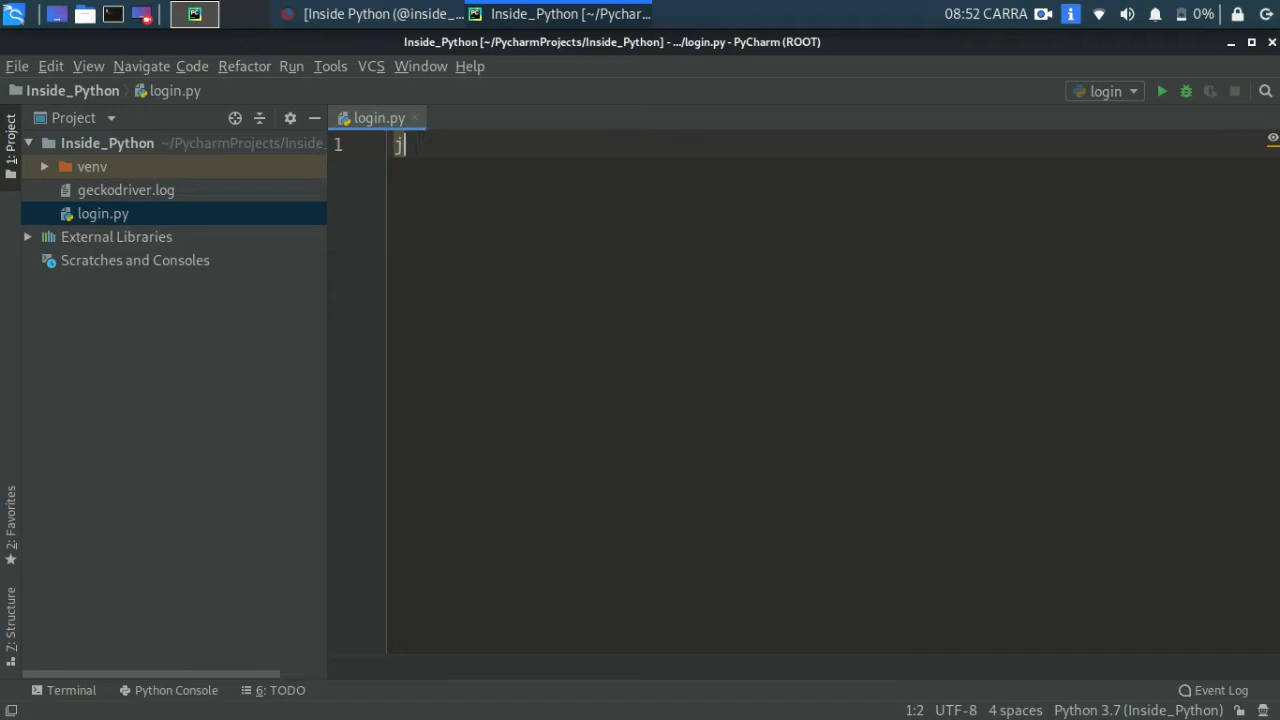 [Inside Python (@inside_...
Inside_Python [~/Pychar...
08:52 CARRA
0%
Inside_Python [~/PycharmProjects/Inside_Python] - .../login.py - PyCharm (ROOT)
File Edit View Navigate Code Refactor Run Tools VCS Window Help
Inside_Python login.py
login
1: Project
Project
login.py
Inside_Python ~/PycharmProjects/Inside_
1 j
venv
geckodriver.log
login.py
External Libraries
Scratches and Consoles
2: Favorites
7: Structure
Terminal Python Console 6: TODO
Event Log
1:2 UTF-8 4 spaces Python 3.7 (Inside_Python)